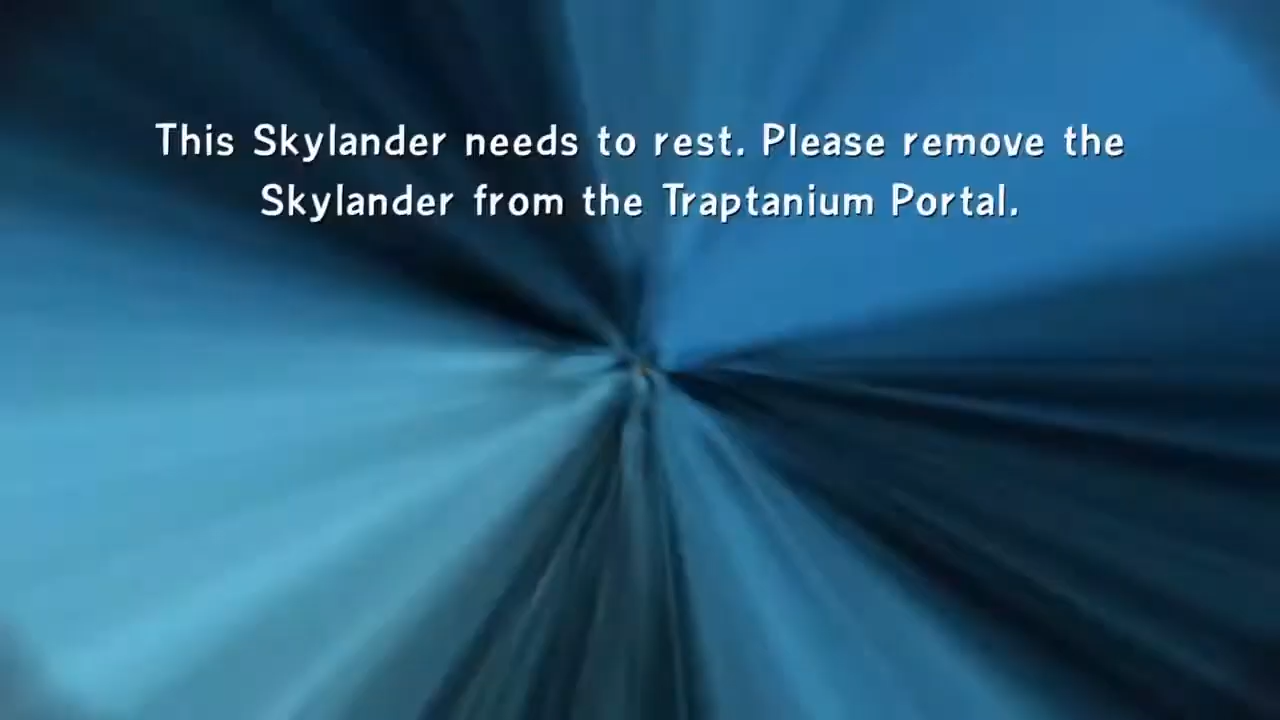 This Skylander needs to rest. Please remove the
Skylander from the Traptanium Portal.